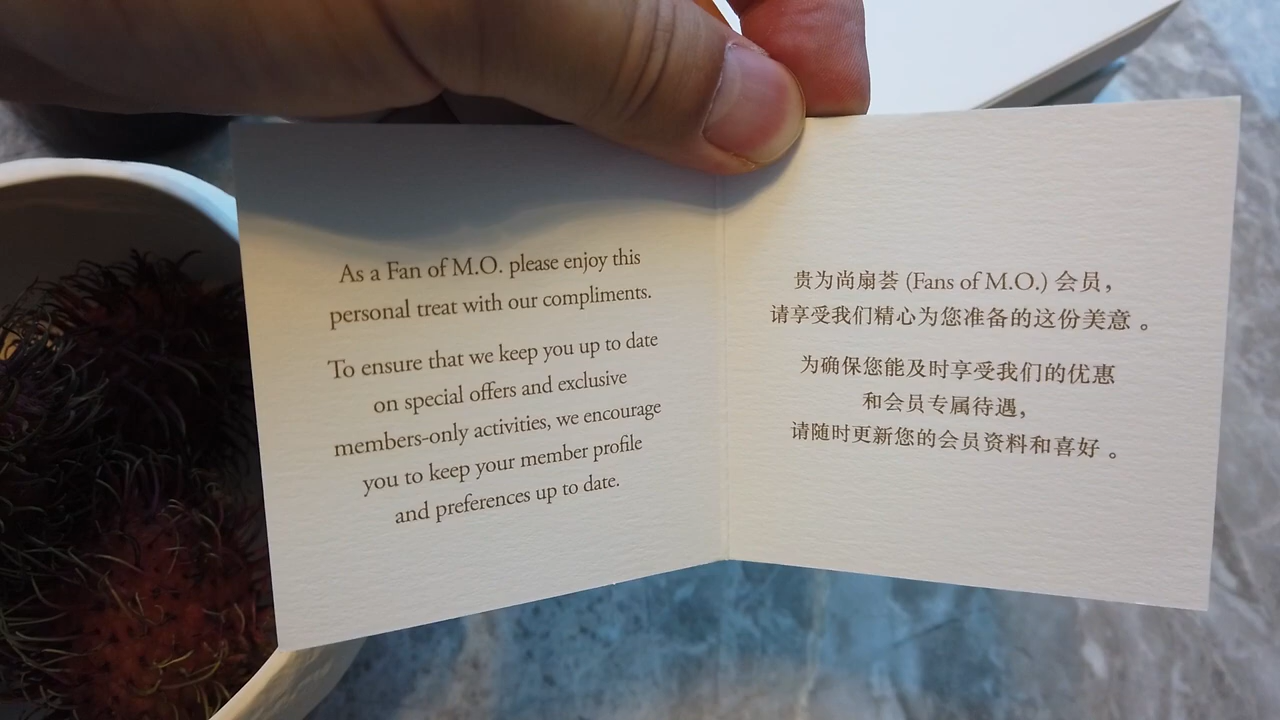 As a Fan of M.O. please enjoy this
personal treat with our compliments.
To ensure that we keep you up to date
on special offers and exclusive
members-only activities, we encourage
you to keep your member profile
and preferences up to date.
贵为尚扇荟 (Fans of M.O.) 会员，
请享受我们精心为您准备的这份美意。
为确保您能及时享受我们的优惠
和会员专属待遇，
请随时更新您的会员资料和喜好。